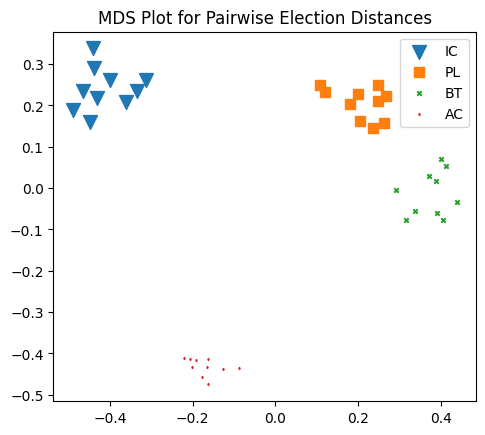 MDS Plot for Pairwise Election Distances
IC
PL
BT
AC
0.3
0.2
0.1
0.0
−0.1
−0.2
−0.3
−0.4
−0.5
−0.4 −0.2 0.0 0.2 0.4